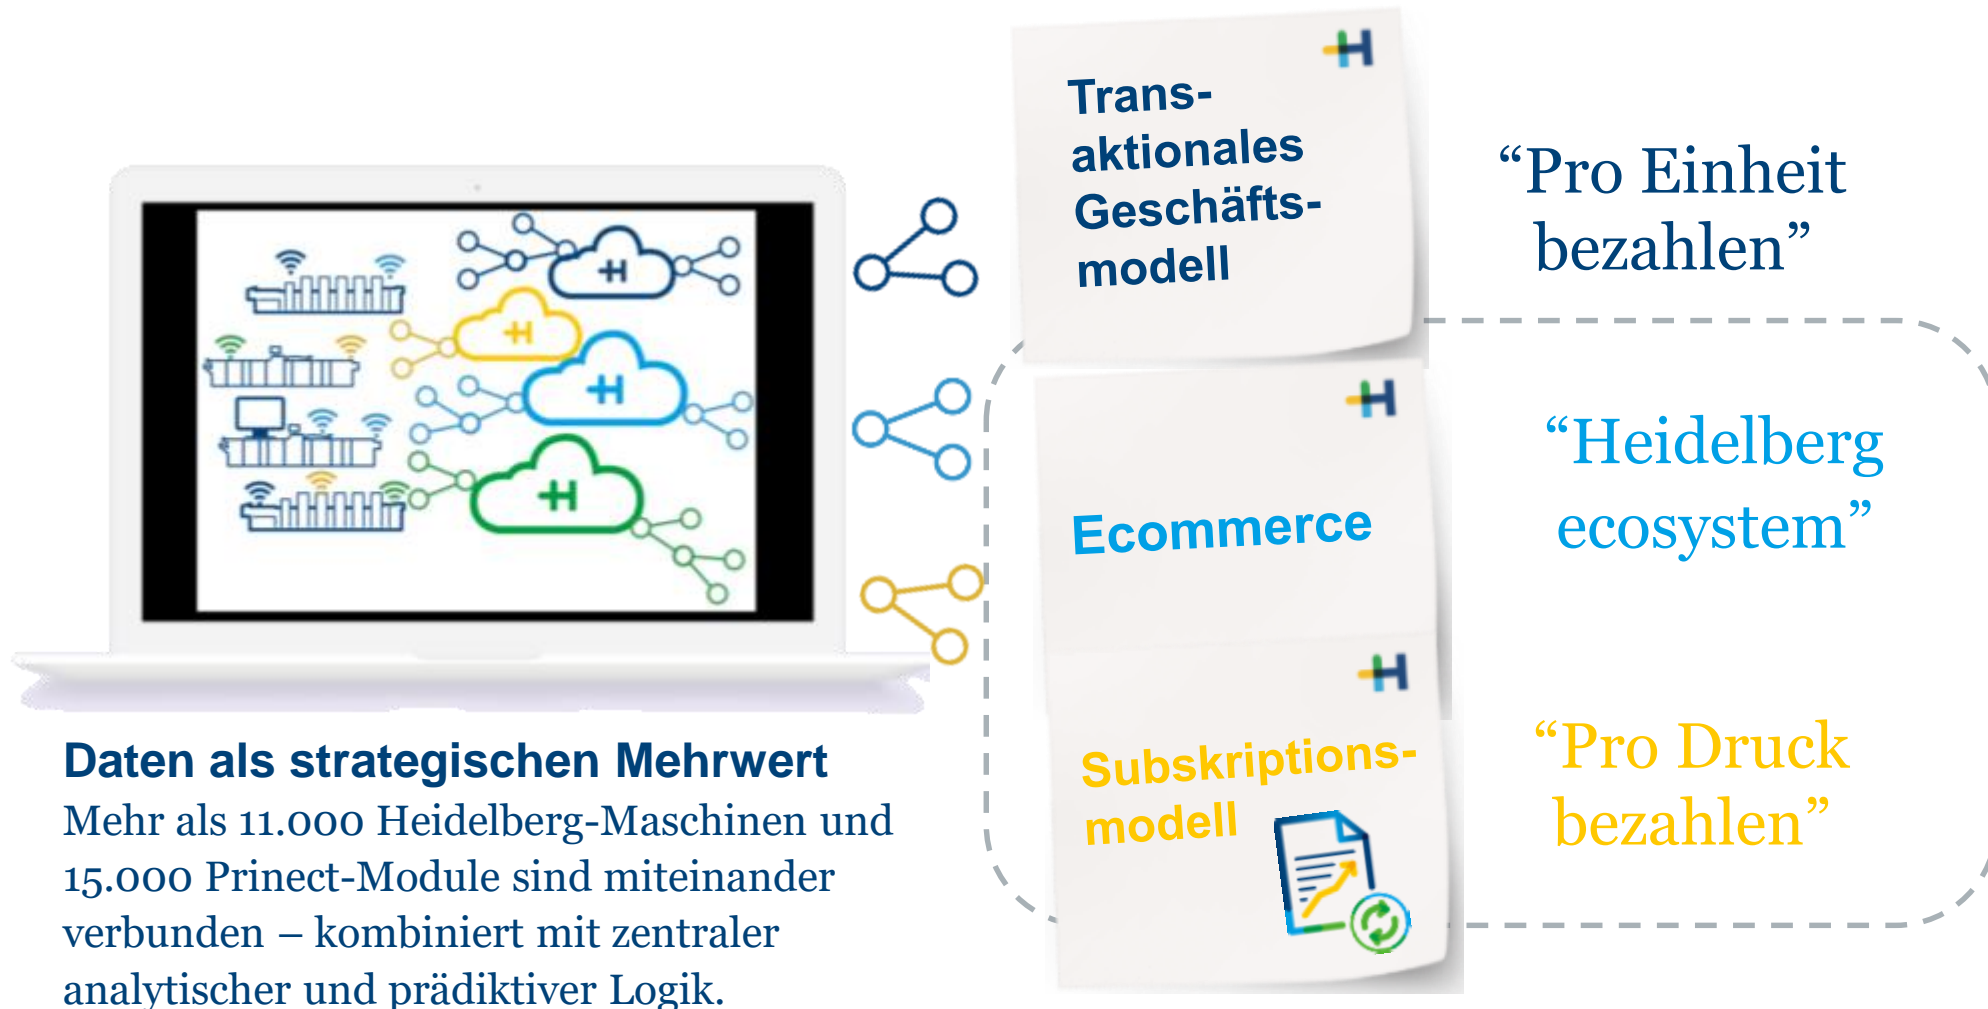 Trans-
aktionales
Geschäfts-
modell
“Pro Einheit
bezahlen”
Ecommerce
“Heidelberg
ecosystem”
Subskriptions-
modell
“Pro Druck
bezahlen”
Daten als strategischen Mehrwert
Mehr als 11.000 Heidelberg-Maschinen und
15.000 Prinect-Module sind miteinander
verbunden – kombiniert mit zentraler
analytischer und prädiktiver Logik.